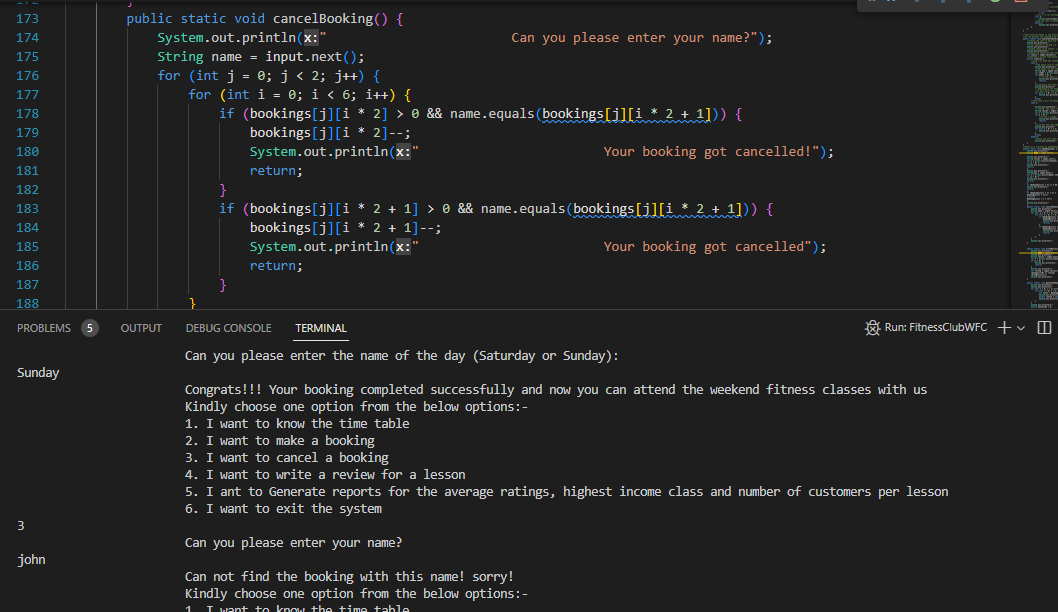 173 public static void cancelBooking() {
174 System.out.println(x:" Can you please enter your name?");
175 String name = input.next();
176 for (int j = 0; j < 2; j++) {
177 for (int i = 0; i < 6; i++) {
178 if (bookings[j][i * 2] > 0 && name.equals(bookings[j][i * 2 + 1])) {
179 bookings[j][i * 2]--;
180 System.out.println(x:" Your booking got cancelled!");
181 return;
182 }
183 if (bookings[j][i * 2 + 1] > 0 && name.equals(bookings[j][i * 2 + 1])) {
184 bookings[j][i * 2 + 1]--;
185 System.out.println(x:" Your booking got cancelled");
186 return;
187 }
188 }
PROBLEMS 5 OUTPUT DEBUG CONSOLE TERMINAL Run: FitnessClubWFC
Can you please enter the name of the day (Saturday or Sunday):
Sunday
Congrats!!! Your booking completed successfully and now you can attend the weekend fitness classes with us
Kindly choose one option from the below options:-
1. I want to know the time table
2. I want to make a booking
3. I want to cancel a booking
4. I want to write a review for a lesson
5. I ant to Generate reports for the average ratings, highest income class and number of customers per lesson
6. I want to exit the system
3
Can you please enter your name?
john
Can not find the booking with this name! sorry!
Kindly choose one option from the below options:-
1. I want to know the time table